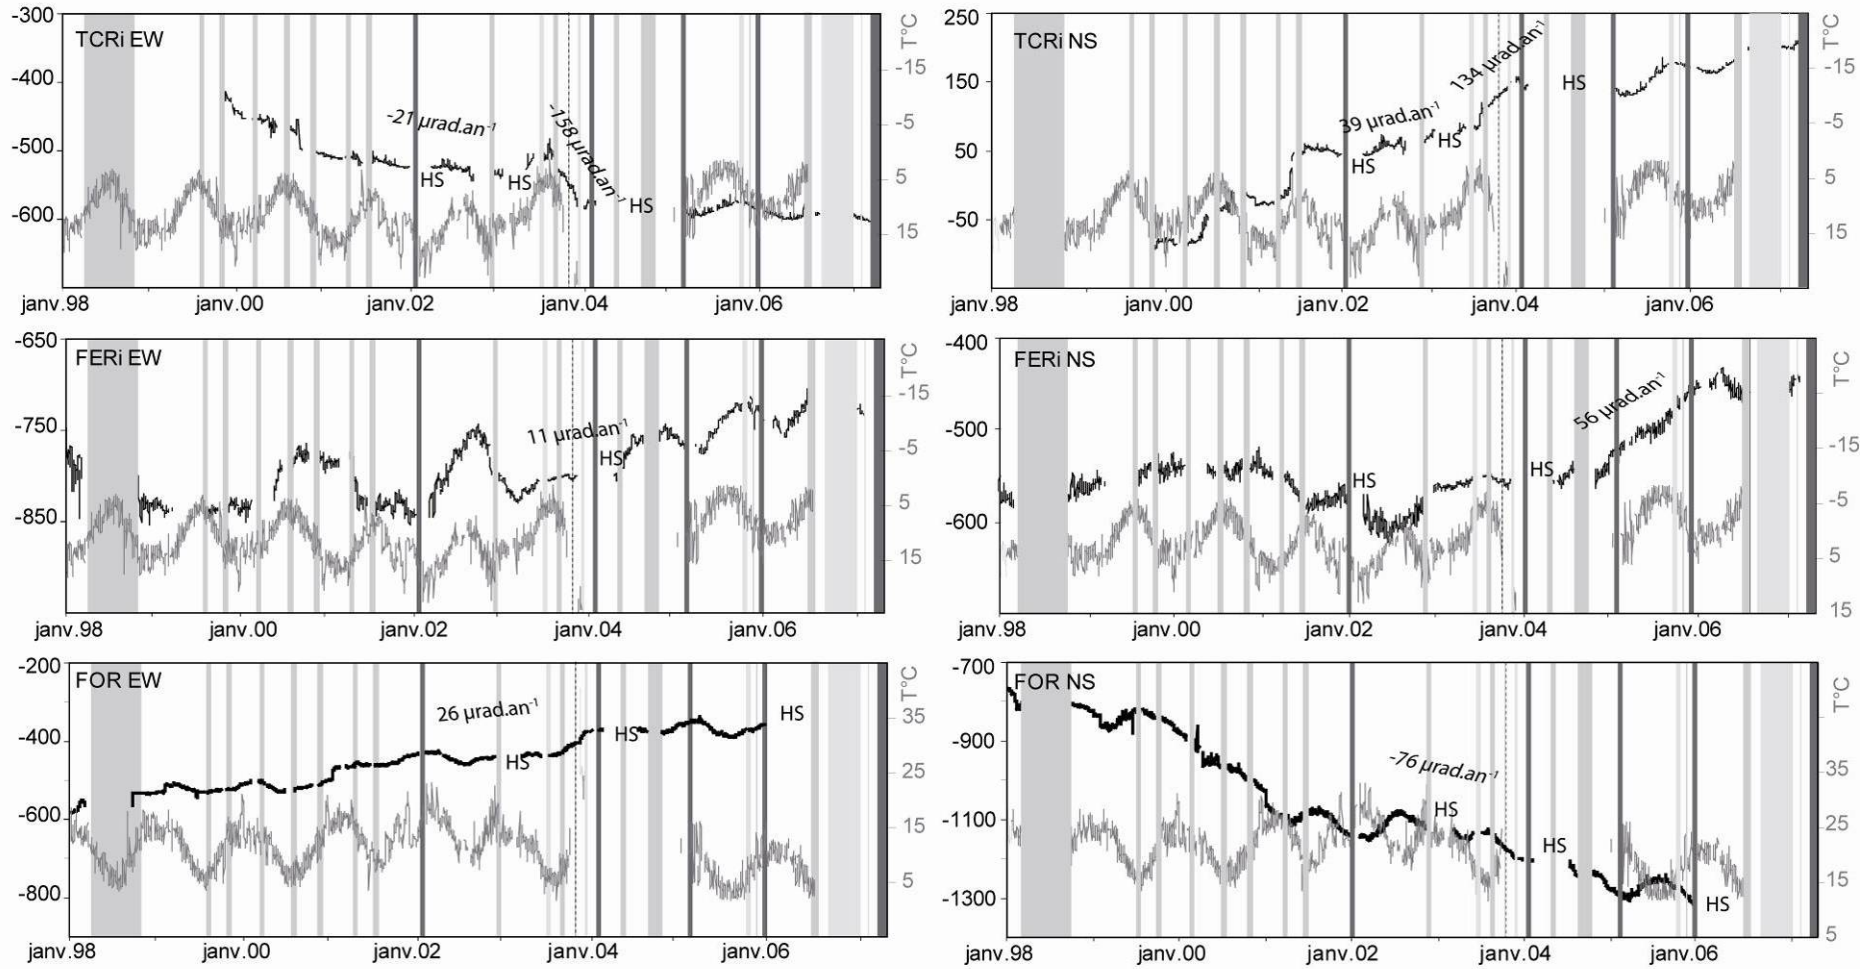 -300
-400
-500
-600
TCRi EW
-21 µrad.an⁻¹
-158 µrad.an⁻¹
HS
HS
HS
T°C
-15
-5
5
15
janv.98
janv.00
janv.02
janv.04
janv.06
250
150
50
-50
TCRi NS
39 µrad.an⁻¹
134 µrad.an⁻¹
HS
HS
HS
T°C
-15
-5
5
15
janv.98
janv.00
janv.02
janv.04
janv.06
-650
-750
-850
FERi EW
11 µrad.an⁻¹
HS
T°C
-15
-5
5
15
janv.98
janv.00
janv.02
janv.04
janv.06
-400
-500
-600
FERi NS
56 µrad.an⁻¹
HS
HS
T°C
-15
-5
5
15
janv.98
janv.00
janv.02
janv.04
janv.06
-200
-400
-600
-800
FOR EW
26 µrad.an⁻¹
HS
HS
HS
T°C
35
25
15
5
janv.98
janv.00
janv.02
janv.04
janv.06
-700
-900
-1100
-1300
FOR NS
-76 µrad.an⁻¹
HS
HS
HS
T°C
35
25
15
5
janv.98
janv.00
janv.02
janv.04
janv.06